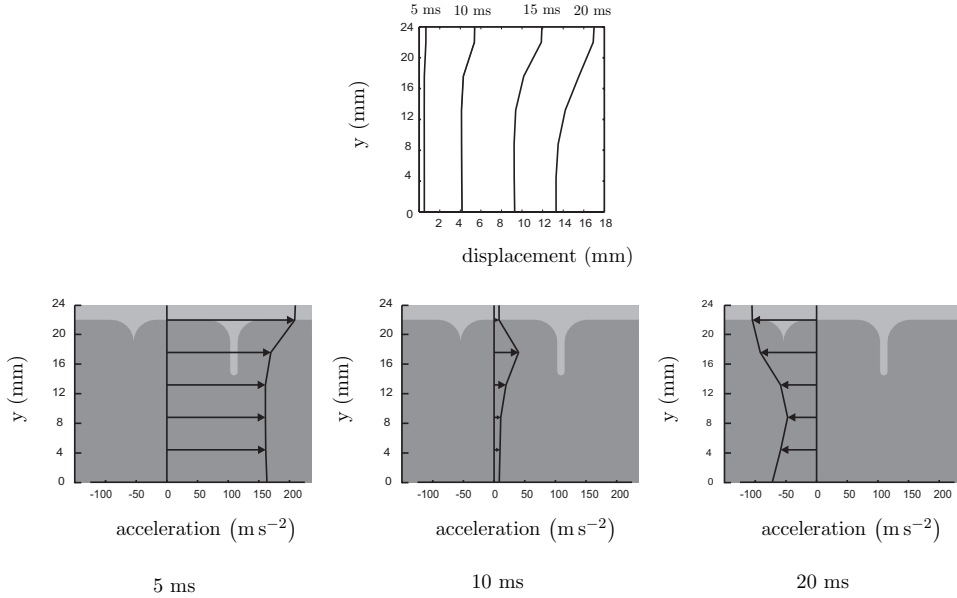 5 ms 10 ms 15 ms 20 ms
24
20
16
12
8
4
0
y (mm)
2 4 6 8 10 12 14 16 18
displacement (mm)
24
20
16
12
8
4
0
y (mm)
-100 -50 0 50 100 150 200
acceleration (m s⁻²)
5 ms
24
20
16
12
8
4
0
y (mm)
-100 -50 0 50 100 150 200
acceleration (m s⁻²)
10 ms
24
20
16
12
8
4
0
y (mm)
-100 -50 0 50 100 150 200
acceleration (m s⁻²)
20 ms